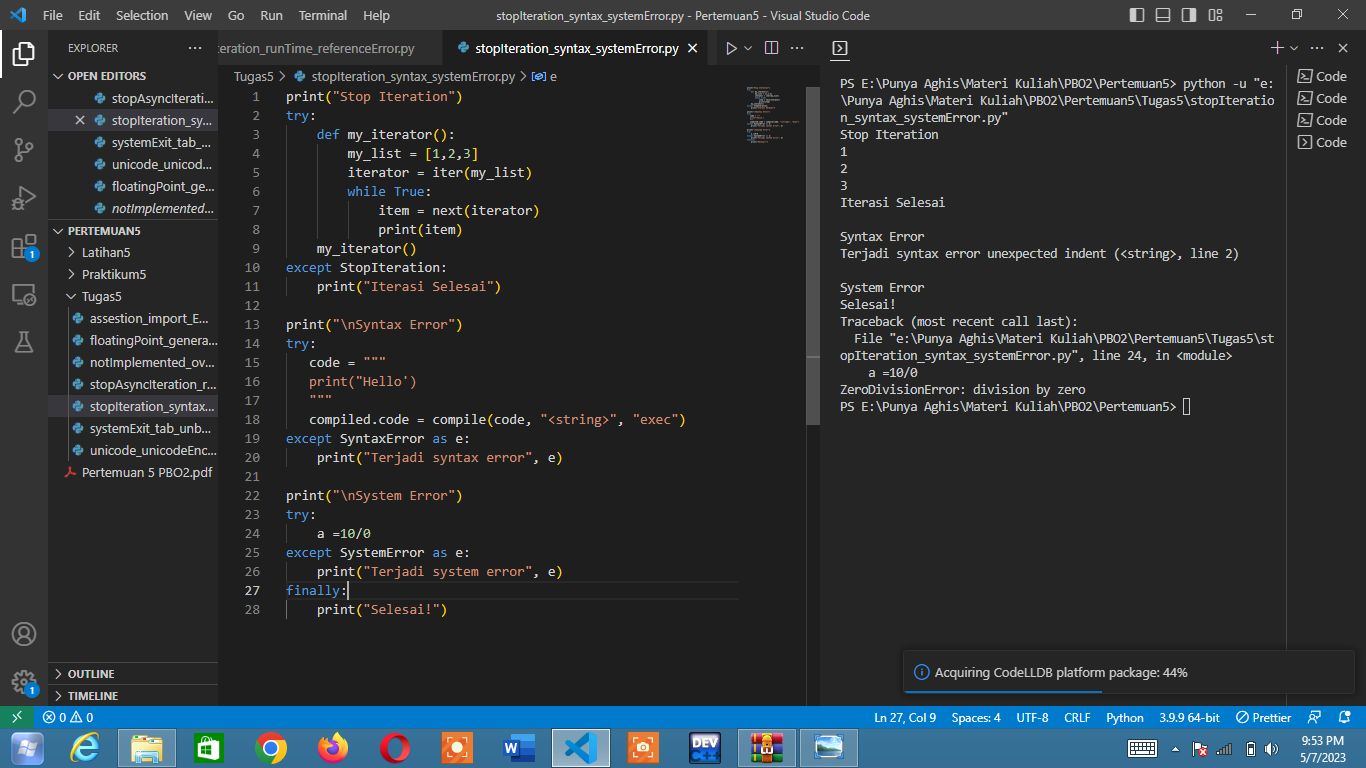 File Edit Selection View Go Run Terminal Help
stopIteration_syntax_systemError.py - Pertemuan5 - Visual Studio Code
EXPLORER
OPEN EDITORS
stopAsyncIterati...
stopIteration_sy...
systemExit_tab_...
unicode_unicod...
floatingPoint_ge...
notImplemented...
PERTEMUAN5
Latihan5
Praktikum5
Tugas5
assestion_import_E...
floatingPoint_genera...
notImplemented_ov...
stopAsyncIteration_r...
stopIteration_syntax...
systemExit_tab_unb...
unicode_unicodeEnc...
Pertemuan 5 PBO2.pdf
OUTLINE
TIMELINE
eration_runTime_referenceError.py
stopIteration_syntax_systemError.py
Tugas5 > stopIteration_syntax_systemError.py > e
1 print("Stop Iteration")
2 try:
3     def my_iterator():
4         my_list = [1,2,3]
5         iterator = iter(my_list)
6         while True:
7             item = next(iterator)
8             print(item)
9     my_iterator()
10 except StopIteration:
11     print("Iterasi Selesai")
12
13 print("\nSyntax Error")
14 try:
15    code = """
16    print("Hello')
17    """
18    compiled.code = compile(code, "<string>", "exec")
19 except SyntaxError as e:
20     print("Terjadi syntax error", e)
21
22 print("\nSystem Error")
23 try:
24     a =10/0
25 except SystemError as e:
26     print("Terjadi system error", e)
27 finally:
28     print("Selesai!")
PS E:\Punya Aghis\Materi Kuliah\PBO2\Pertemuan5> python -u "e:
\Punya Aghis\Materi Kuliah\PBO2\Pertemuan5\Tugas5\stopIteratio
n_syntax_systemError.py"
Stop Iteration
1
2
3
Iterasi Selesai
Syntax Error
Terjadi syntax error unexpected indent (<string>, line 2)
System Error
Selesai!
Traceback (most recent call last):
  File "e:\Punya Aghis\Materi Kuliah\PBO2\Pertemuan5\Tugas5\st
opIteration_syntax_systemError.py", line 24, in <module>
    a =10/0
ZeroDivisionError: division by zero
PS E:\Punya Aghis\Materi Kuliah\PBO2\Pertemuan5>
Code
Code
Code
Code
Acquiring CodeLLDB platform package: 44%
1
1
0 0
Ln 27, Col 9 Spaces: 4 UTF-8 CRLF Python 3.9.9 64-bit Prettier
W
DEV C++
9:53 PM
5/7/2023